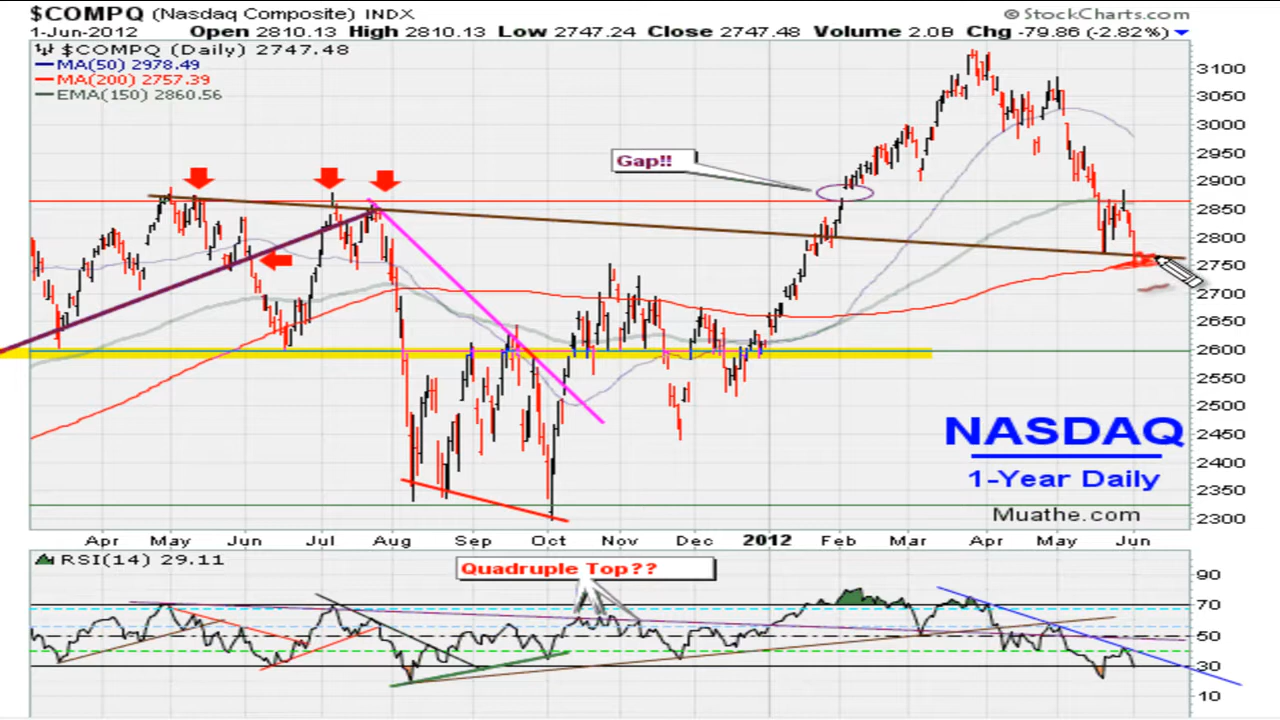 $COMPQ (Nasdaq Composite) INDX
© StockCharts.com
1-Jun-2012 Open 2810.13 High 2810.13 Low 2747.24 Close 2747.48 Volume 2.0B Chg -79.86 (-2.82%)
$COMPQ (Daily) 2747.48
MA(50) 2978.49
MA(200) 2757.39
EMA(150) 2860.56
3100
3050
3000
2950
2900
2850
2800
2750
2700
2650
2600
2550
2500
2450
2400
2350
2300
Gap!!
NASDAQ
1-Year Daily
Muathe.com
Apr May Jun Jul Aug Sep Oct Nov Dec 2012 Feb Mar Apr May Jun
RSI(14) 29.11
Quadruple Top??
90
70
50
30
10